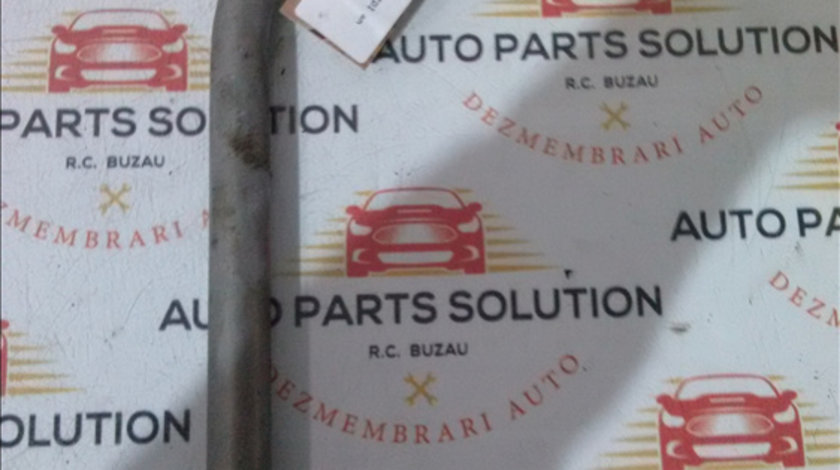 AUTO PARTS SOLUTION
R.C. BUZAU
DEZMEMBRARI AUTO
PARTS SO TION
R.C. BUZAU
MEMBRARI A
AUTO PA
DEZM
AU O PARTS SOLUTION
R.C. BUZAU
DEZMEMBRARI AUTO
OLUTION